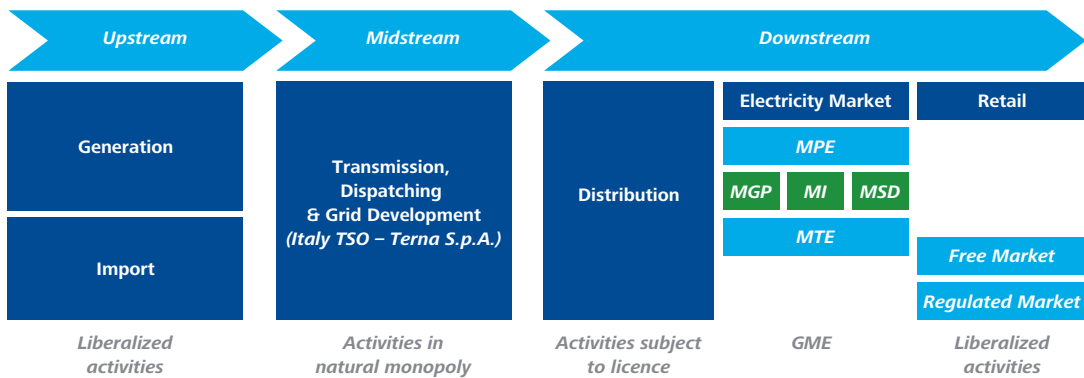 Upstream
Midstream
Downstream
Generation
Import
Transmission,
Dispatching
& Grid Development
(Italy TSO – Terna S.p.A.)
Distribution
Electricity Market
MPE
MGP
MI
MSD
MTE
Retail
Free Market
Regulated Market
Liberalized
activities
Activities in
natural monopoly
Activities subject
to licence
GME
Liberalized
activities